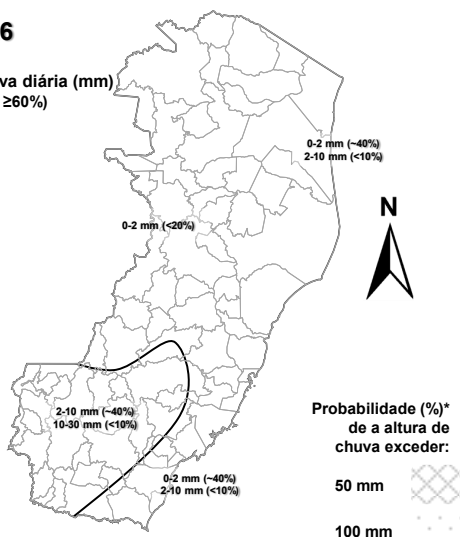 6
va diária (mm)
≥60%)
0-2 mm (~40%)
2-10 mm (<10%)
N
0-2 mm (<20%)
2-10 mm (~40%)
10-30 mm (<10%)
0-2 mm (~40%)
2-10 mm (<10%)
Probabilidade (%)*
de a altura de
chuva exceder:
50 mm
100 mm